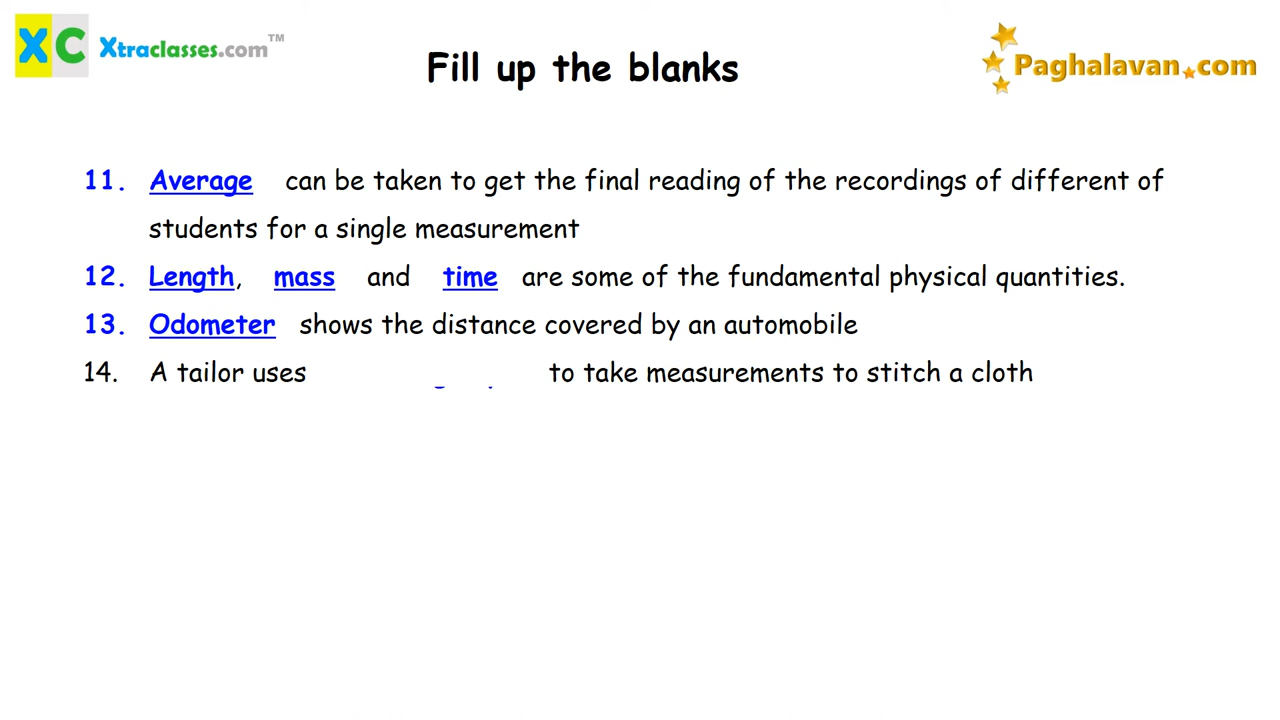 XC Xtraclasses.com™
Fill up the blanks
Paghalavan.com
11. Average can be taken to get the final reading of the recordings of different of
students for a single measurement
12. Length, mass and time are some of the fundamental physical quantities.
13. Odometer shows the distance covered by an automobile
14. A tailor uses to take measurements to stitch a cloth